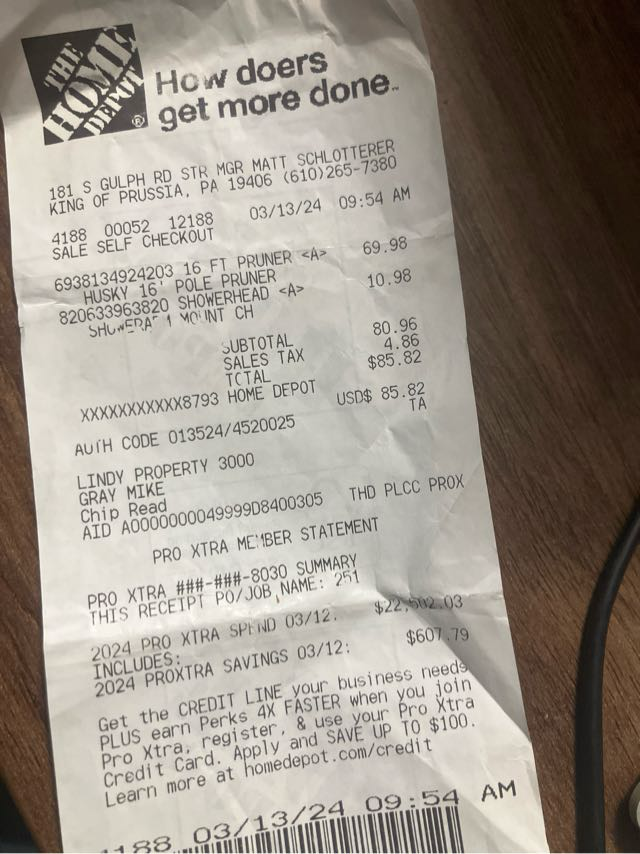 THE
HOME
DEPOT
®
How doers
get more done™
181 S GULPH RD STR MGR MATT SCHLOTTERER
KING OF PRUSSIA, PA 19406 (610)265-7380
4188 00052 12188 03/13/24 09:54 AM
SALE SELF CHECKOUT
6938134924203 16 FT PRUNER <A> 69.98
HUSKY 16' POLE PRUNER
820633963820 SHOWERHEAD <A> 10.98
MOUNT CH
SUBTOTAL 80.96
SALES TAX 4.86
TOTAL $85.82
XXXXXXXXXXXX8793 HOME DEPOT
USD$ 85.82
AUTH CODE 013524/4520025 TA
LINDY PROPERTY 3000
GRAY MIKE
Chip Read
AID A0000000049999D8400305 THD PLCC PROX
PRO XTRA MEMBER STATEMENT
PRO XTRA ###-###-8030 SUMMARY
THIS RECEIPT PO/JOB NAME: 251
2024 PRO XTRA SPEND 03/12: $22,502.03
INCLUDES:
2024 PROXTRA SAVINGS 03/12: $607.79
Get the CREDIT LINE your business needs
PLUS earn Perks 4X FASTER when you join
Pro Xtra, register, & use your Pro Xtra
Credit Card. Apply and SAVE UP TO $100.
Learn more at homedepot.com/credit
03/13/24 09:54 AM